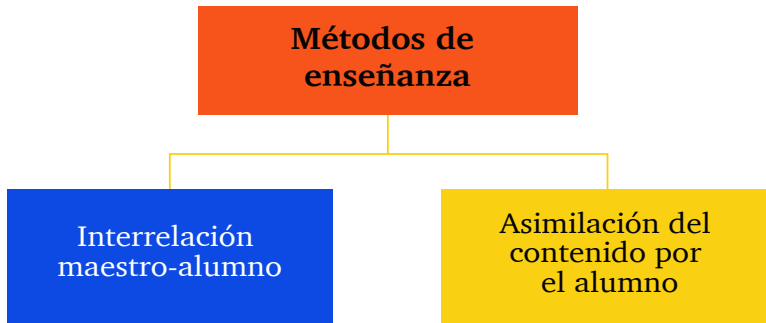 Métodos de
enseñanza
Interrelación
maestro-alumno
Asimilación del
contenido por
el alumno